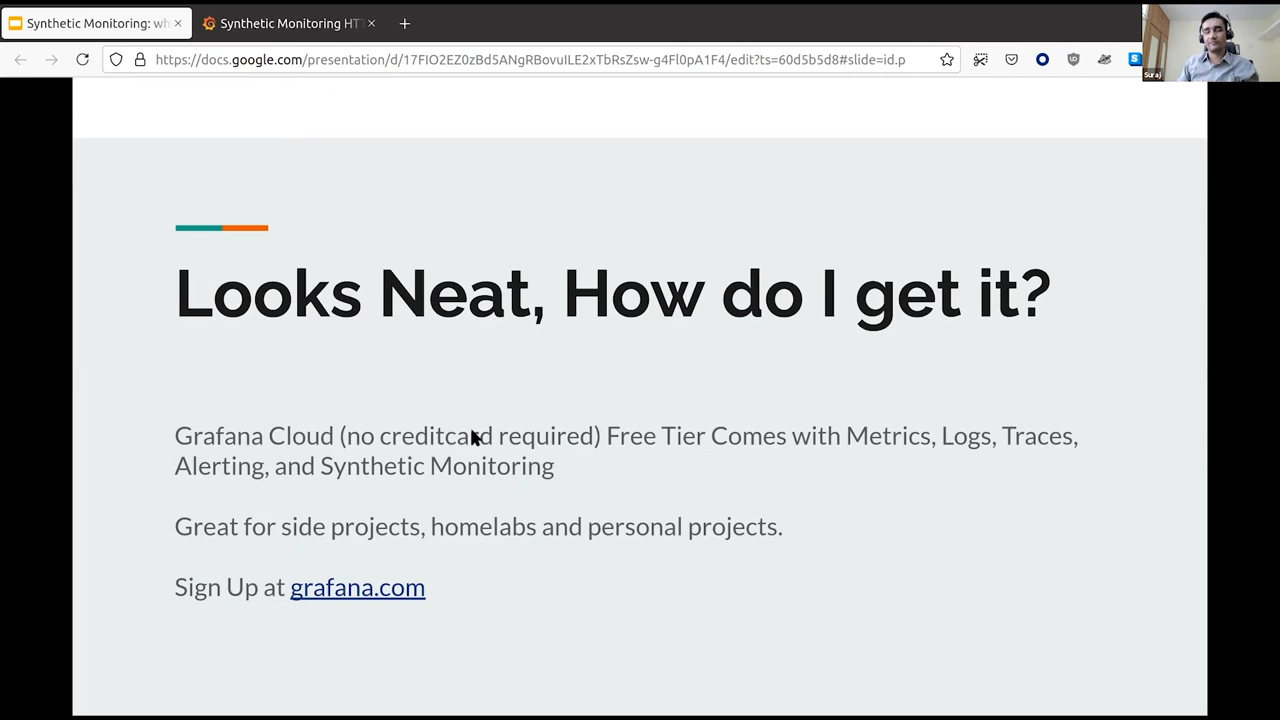 Synthetic Monitoring: wh
Synthetic Monitoring HT
https://docs.google.com/presentation/d/17FlO2EZ0zBd5ANgRBovuILE2xTbRsZsw-g4Fl0pA1F4/edit?ts=60d5b5d8#slide=id.p
Suraj
Looks Neat, How do I get it?
Grafana Cloud (no creditcard required) Free Tier Comes with Metrics, Logs, Traces,
Alerting, and Synthetic Monitoring
Great for side projects, homelabs and personal projects.
Sign Up at grafana.com